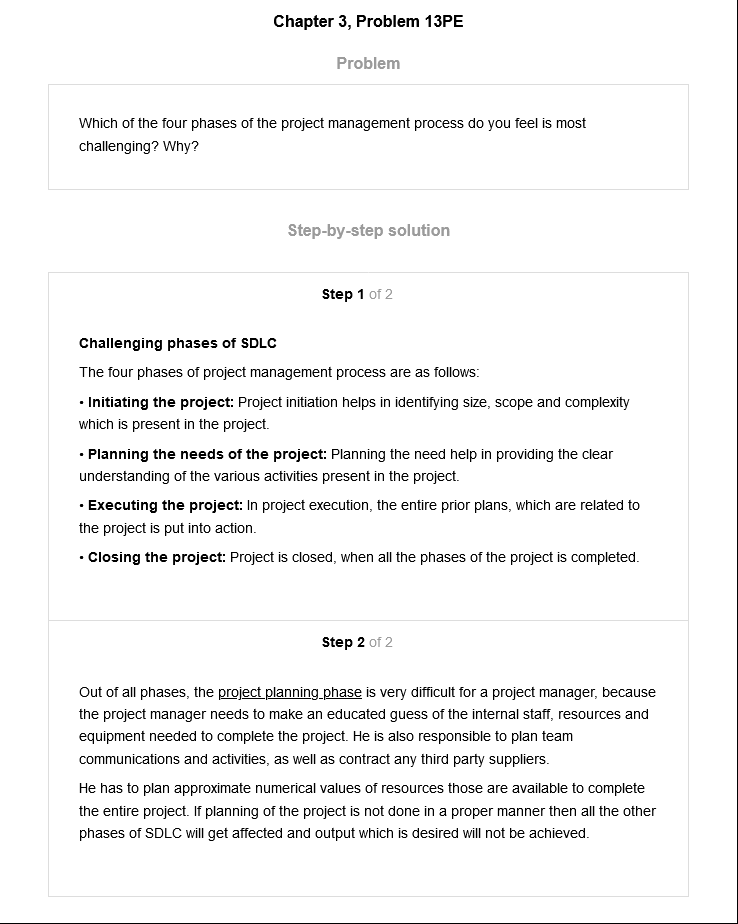 Chapter 3, Problem 13PE
Problem
Which of the four phases of the project management process do you feel is most
challenging? Why?
Step-by-step solution
Step 1 of 2
Challenging phases of SDLC
The four phases of project management process are as follows:
• Initiating the project: Project initiation helps in identifying size, scope and complexity
which is present in the project.
• Planning the needs of the project: Planning the need help in providing the clear
understanding of the various activities present in the project.
• Executing the project: In project execution, the entire prior plans, which are related to
the project is put into action.
• Closing the project: Project is closed, when all the phases of the project is completed.
Step 2 of 2
Out of all phases, the project planning phase is very difficult for a project manager, because
the project manager needs to make an educated guess of the internal staff, resources and
equipment needed to complete the project. He is also responsible to plan team
communications and activities, as well as contract any third party suppliers.
He has to plan approximate numerical values of resources those are available to complete
the entire project. If planning of the project is not done in a proper manner then all the other
phases of SDLC will get affected and output which is desired will not be achieved.